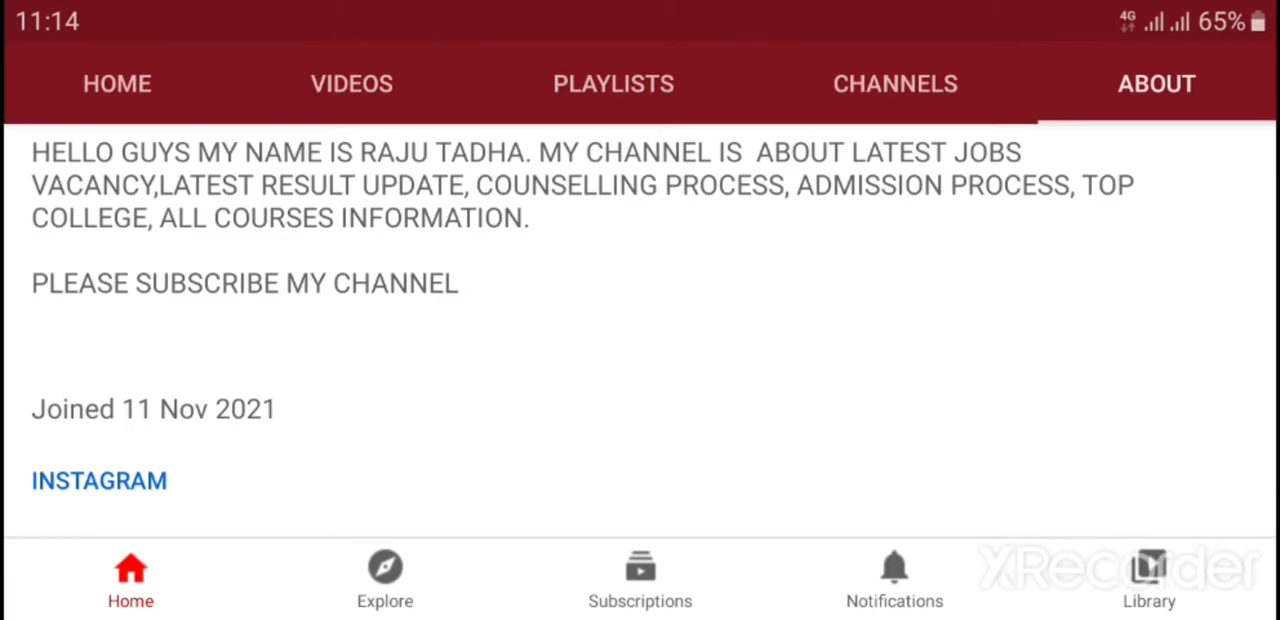 11:14 4G 65%
HOME VIDEOS PLAYLISTS CHANNELS ABOUT
HELLO GUYS MY NAME IS RAJU TADHA. MY CHANNEL IS  ABOUT LATEST JOBS
VACANCY,LATEST RESULT UPDATE, COUNSELLING PROCESS, ADMISSION PROCESS, TOP
COLLEGE, ALL COURSES INFORMATION.
PLEASE SUBSCRIBE MY CHANNEL
Joined 11 Nov 2021
INSTAGRAM
XRecorder
Home Explore Subscriptions Notifications Library